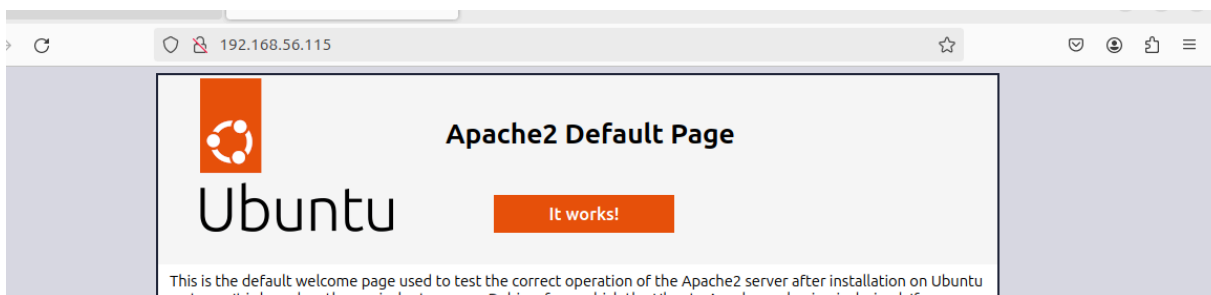 192.168.56.115
Apache2 Default Page
Ubuntu
It works!
This is the default welcome page used to test the correct operation of the Apache2 server after installation on Ubuntu